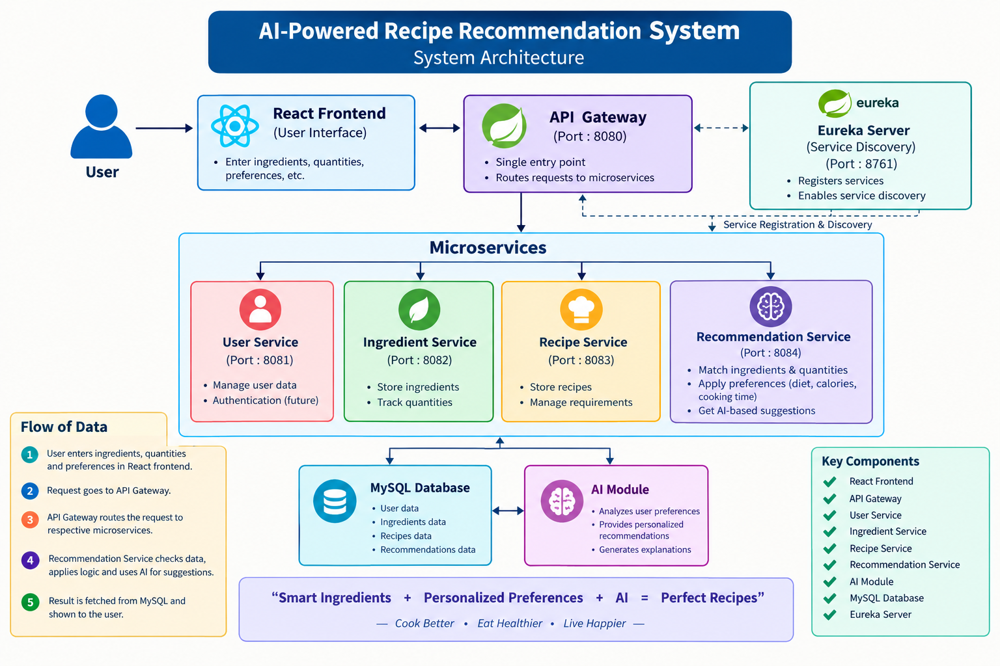 AI-Powered Recipe Recommendation System
System Architecture
User
React Frontend
(User Interface)
• Enter ingredients, quantities,
preferences, etc.
API Gateway
(Port : 8080)
• Single entry point
• Routes requests to microservices
eureka
Eureka Server
(Service Discovery)
(Port : 8761)
• Registers services
• Enables service discovery
Service Registration & Discovery
Microservices
User Service
(Port : 8081)
• Manage user data
• Authentication (future)
Ingredient Service
(Port : 8082)
• Store ingredients
• Track quantities
Recipe Service
(Port : 8083)
• Store recipes
• Manage requirements
Recommendation Service
(Port : 8084)
• Match ingredients & quantities
• Apply preferences (diet, calories,
cooking time)
• Get AI-based suggestions
Flow of Data
1 User enters ingredients, quantities
and preferences in React frontend.
2 Request goes to API Gateway.
3 API Gateway routes the request to
respective microservices.
4 Recommendation Service checks data,
applies logic and uses AI for suggestions.
5 Result is fetched from MySQL and
shown to the user.
MySQL Database
• User data
• Ingredients data
• Recipes data
• Recommendations data
AI Module
• Analyzes user preferences
• Provides personalized
recommendations
• Generates explanations
Key Components
React Frontend
API Gateway
User Service
Ingredient Service
Recipe Service
Recommendation Service
AI Module
MySQL Database
Eureka Server
“Smart Ingredients + Personalized Preferences + AI = Perfect Recipes”
— Cook Better • Eat Healthier • Live Happier —